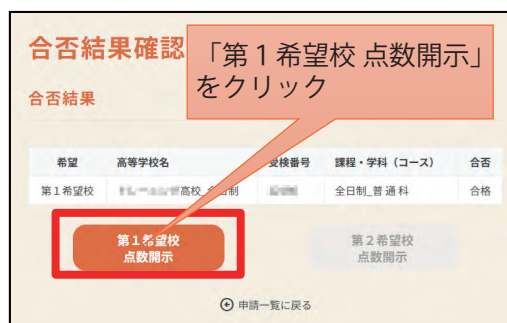 合否結果確認
「第1希望校 点数開示」
をクリック
合否結果
希望 高等学校名 受検番号 課程・学科（コース） 合否
第1希望校 高校_ 制 全日制_普通科 合格
第1希望校
点数開示
第2希望校
点数開示
申請一覧に戻る